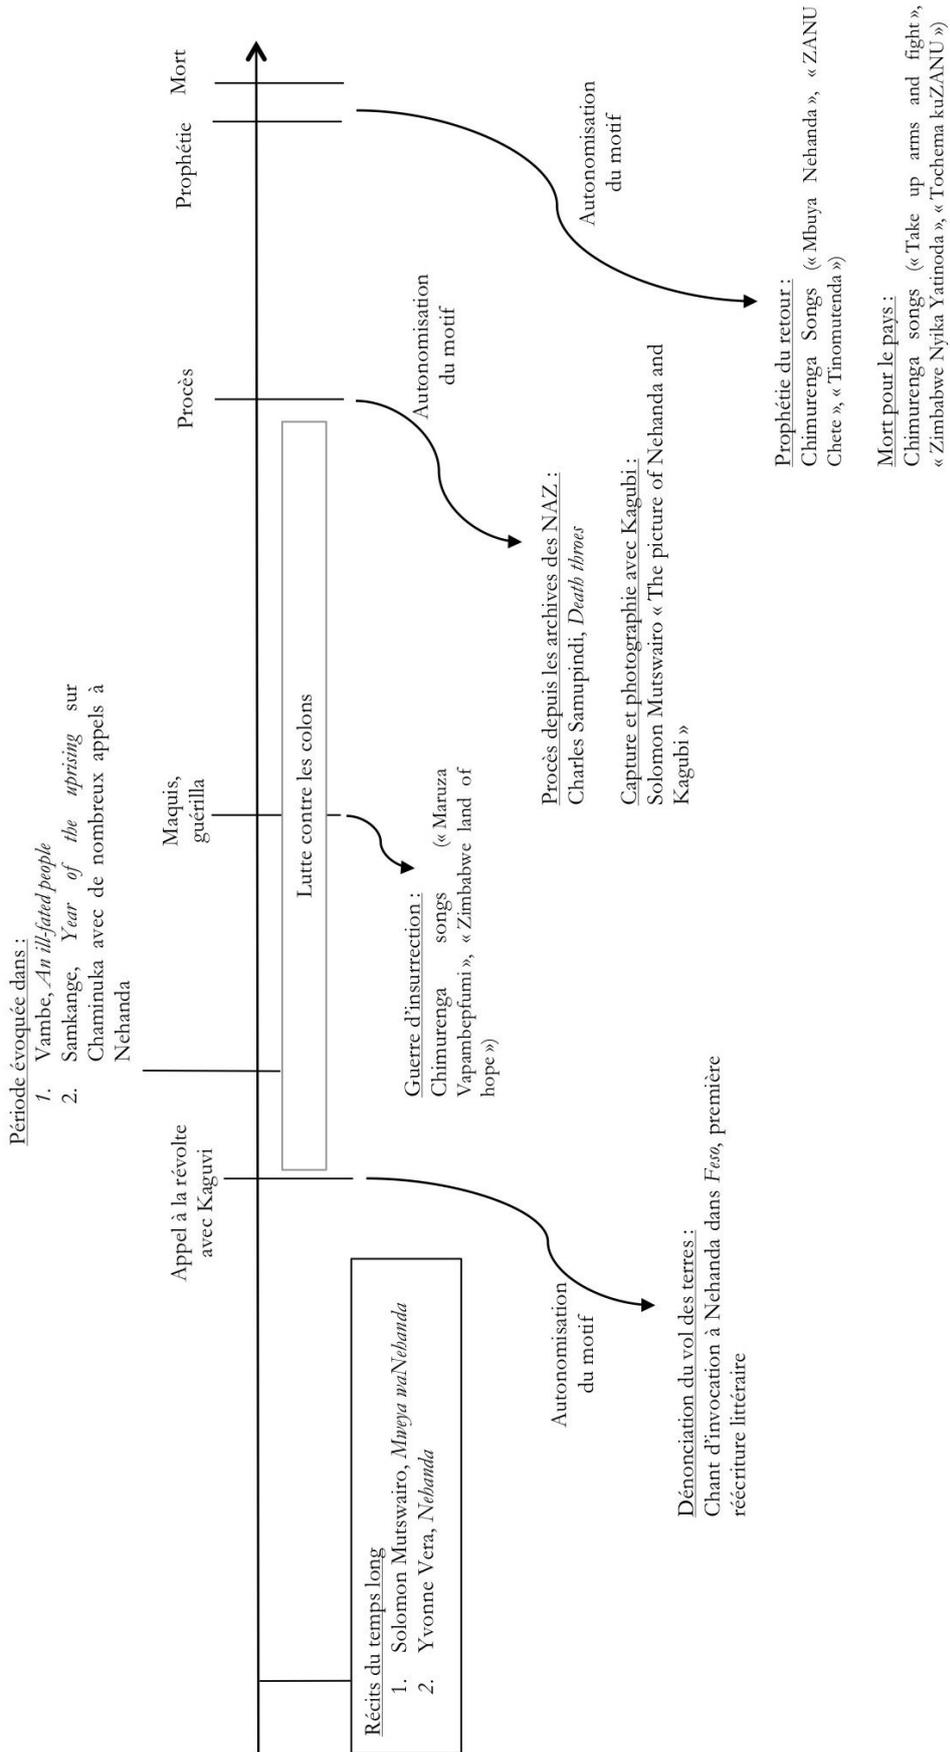 Période évoquée dans :
1. Vambe, An ill-fated people
2. Samkange, Year of the uprising sur
Chaminuka avec de nombreux appels à
Nehanda
Appel à la révolte
avec Kaguvi
Maquis,
guérilla
Procès
Prophétie
Mort
Lutte contre les colons
Récits du temps long
1. Solomon Mutswairo, Mweya waNehanda
2. Yvonne Vera, Nehanda
Autonomisation
du motif
Dénonciation du vol des terres :
Chant d’invocation à Nehanda dans Feso, première
réécriture littéraire
Guerre d’insurrection :
Chimurenga songs (« Maruza
Vapambepfumi », « Zimbabwe land of
hope »)
Autonomisation
du motif
Procès depuis les archives des NAZ :
Charles Samupindi, Death throes
Capture et photographie avec Kagubi :
Solomon Mutswairo « The picture of Nehanda and
Kagubi »
Autonomisation
du motif
Prophétie du retour :
Chimurenga Songs (« Mbuya Nehanda », « ZANU
Chete », « Tinomutenda »)
Mort pour le pays :
Chimurenga songs (« Take up arms and fight »,
« Zimbabwe Nyika Yatinoda », « Tochema kuZANU »)